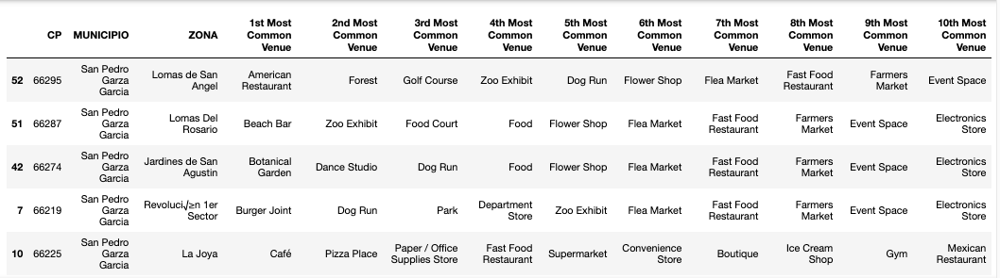 CP MUNICIPIO ZONA 1st Most Common Venue 2nd Most Common Venue 3rd Most Common Venue 4th Most Common Venue 5th Most Common Venue 6th Most Common Venue 7th Most Common Venue 8th Most Common Venue 9th Most Common Venue 10th Most Common Venue
52 66295 San Pedro Garza Garcia Lomas de San Angel American Restaurant Forest Golf Course Zoo Exhibit Dog Run Flower Shop Flea Market Fast Food Restaurant Farmers Market Event Space
51 66287 San Pedro Garza Garcia Lomas Del Rosario Beach Bar Zoo Exhibit Food Court Food Flower Shop Flea Market Fast Food Restaurant Farmers Market Event Space Electronics Store
42 66274 San Pedro Garza Garcia Jardines de San Agustin Botanical Garden Dance Studio Dog Run Food Flower Shop Flea Market Fast Food Restaurant Farmers Market Event Space Electronics Store
7 66219 San Pedro Garza Garcia Revoluci√≥n 1er Sector Burger Joint Dog Run Park Department Store Zoo Exhibit Flea Market Fast Food Restaurant Farmers Market Event Space Electronics Store
10 66225 San Pedro Garza Garcia La Joya Café Pizza Place Paper / Office Supplies Store Fast Food Restaurant Supermarket Convenience Store Boutique Ice Cream Shop Gym Mexican Restaurant